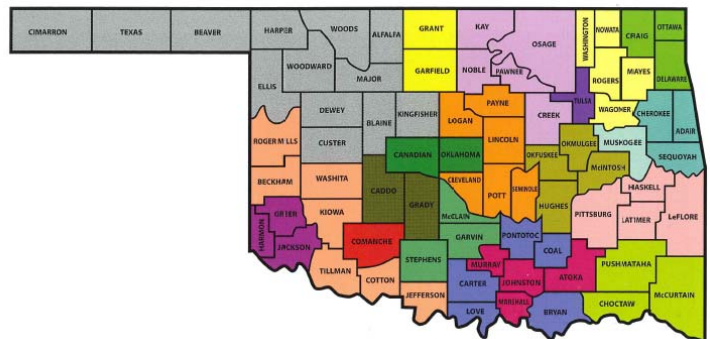 CIMARRON
TEXAS
BEAVER
HARPER
WOODS
ALFALFA
GRANT
KAY
OSAGE
WASHINGTON
NOWATA
CRAIG
OTTAWA
WOODWARD
MAJOR
GARFIELD
NOBLE
PAWNEE
ROGERS
MAYES
DELAWARE
ELLIS
DEWEY
BLAINE
KINGFISHER
LOGAN
PAYNE
CREEK
TULSA
WAGONER
CHEROKEE
ADAIR
ROGER MILLS
CUSTER
CANADIAN
OKLAHOMA
LINCOLN
OKFUSKEE
OKMULGEE
MUSKOGEE
SEQUOYAH
McINTOSH
BECKHAM
WASHITA
CADDO
GRADY
CLEVELAND
POTT
SEMINOLE
HUGHES
PITTSBURG
HASKELL
LATIMER
LeFLORE
HARMON
GREER
KIOWA
McCLAIN
JACKSON
COMANCHE
GARVIN
PONTOTOC
COAL
TILLMAN
COTTON
STEPHENS
MURRAY
JOHNSTON
ATOKA
PUSHMATAHA
JEFFERSON
CARTER
LOVE
MARSHALL
BRYAN
CHOCTAW
McCURTAIN